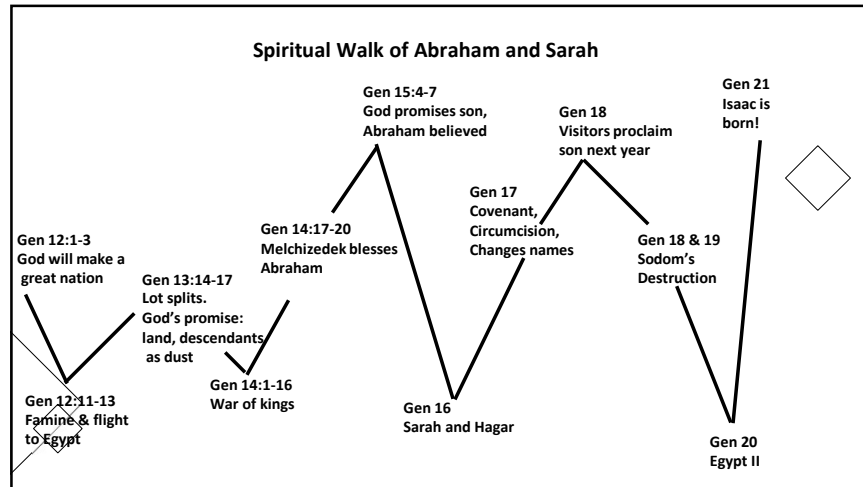 Spiritual Walk of Abraham and Sarah
Gen 12:1-3
God will make a
great nation
Gen 12:11-13
Famine & flight
to Egypt
Gen 13:14-17
Lot splits.
God's promise:
land, descendants
as dust
Gen 14:1-16
War of kings
Gen 14:17-20
Melchizedek blesses
Abraham
Gen 15:4-7
God promises son,
Abraham believed
Gen 16
Sarah and Hagar
Gen 17
Covenant,
Circumcision,
Changes names
Gen 18
Visitors proclaim
son next year
Gen 18 & 19
Sodom's
Destruction
Gen 20
Egypt II
Gen 21
Isaac is
born!